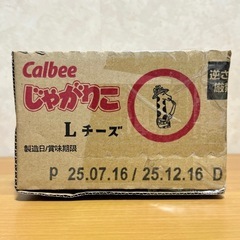 Calbee
じゃがりこ
L チーズ
製造日/賞味期限
P 25.07.16 / 25.12.16 D
逆さ
厳